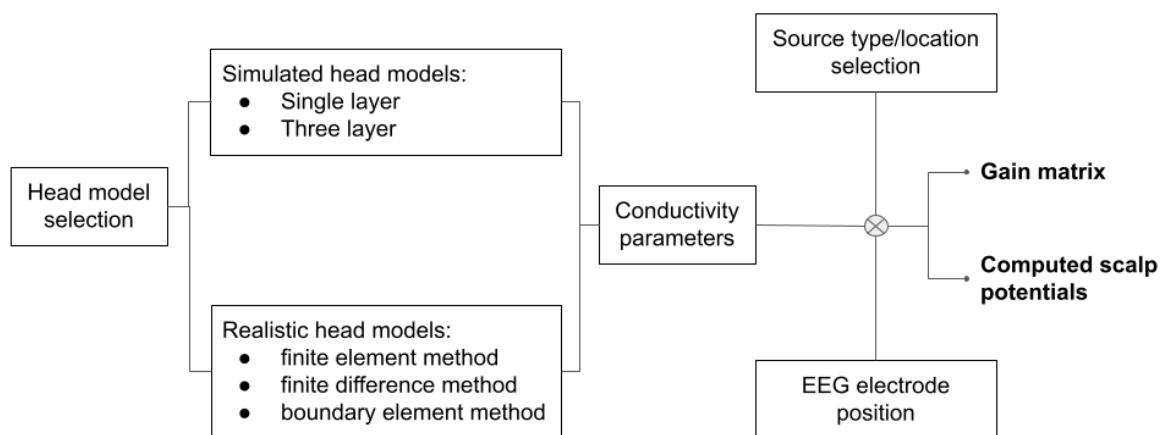 Head model
selection
Simulated head models:
● Single layer
● Three layer
Realistic head models:
● finite element method
● finite difference method
● boundary element method
Conductivity
parameters
Source type/location
selection
EEG electrode
position
Gain matrix
Computed scalp
potentials